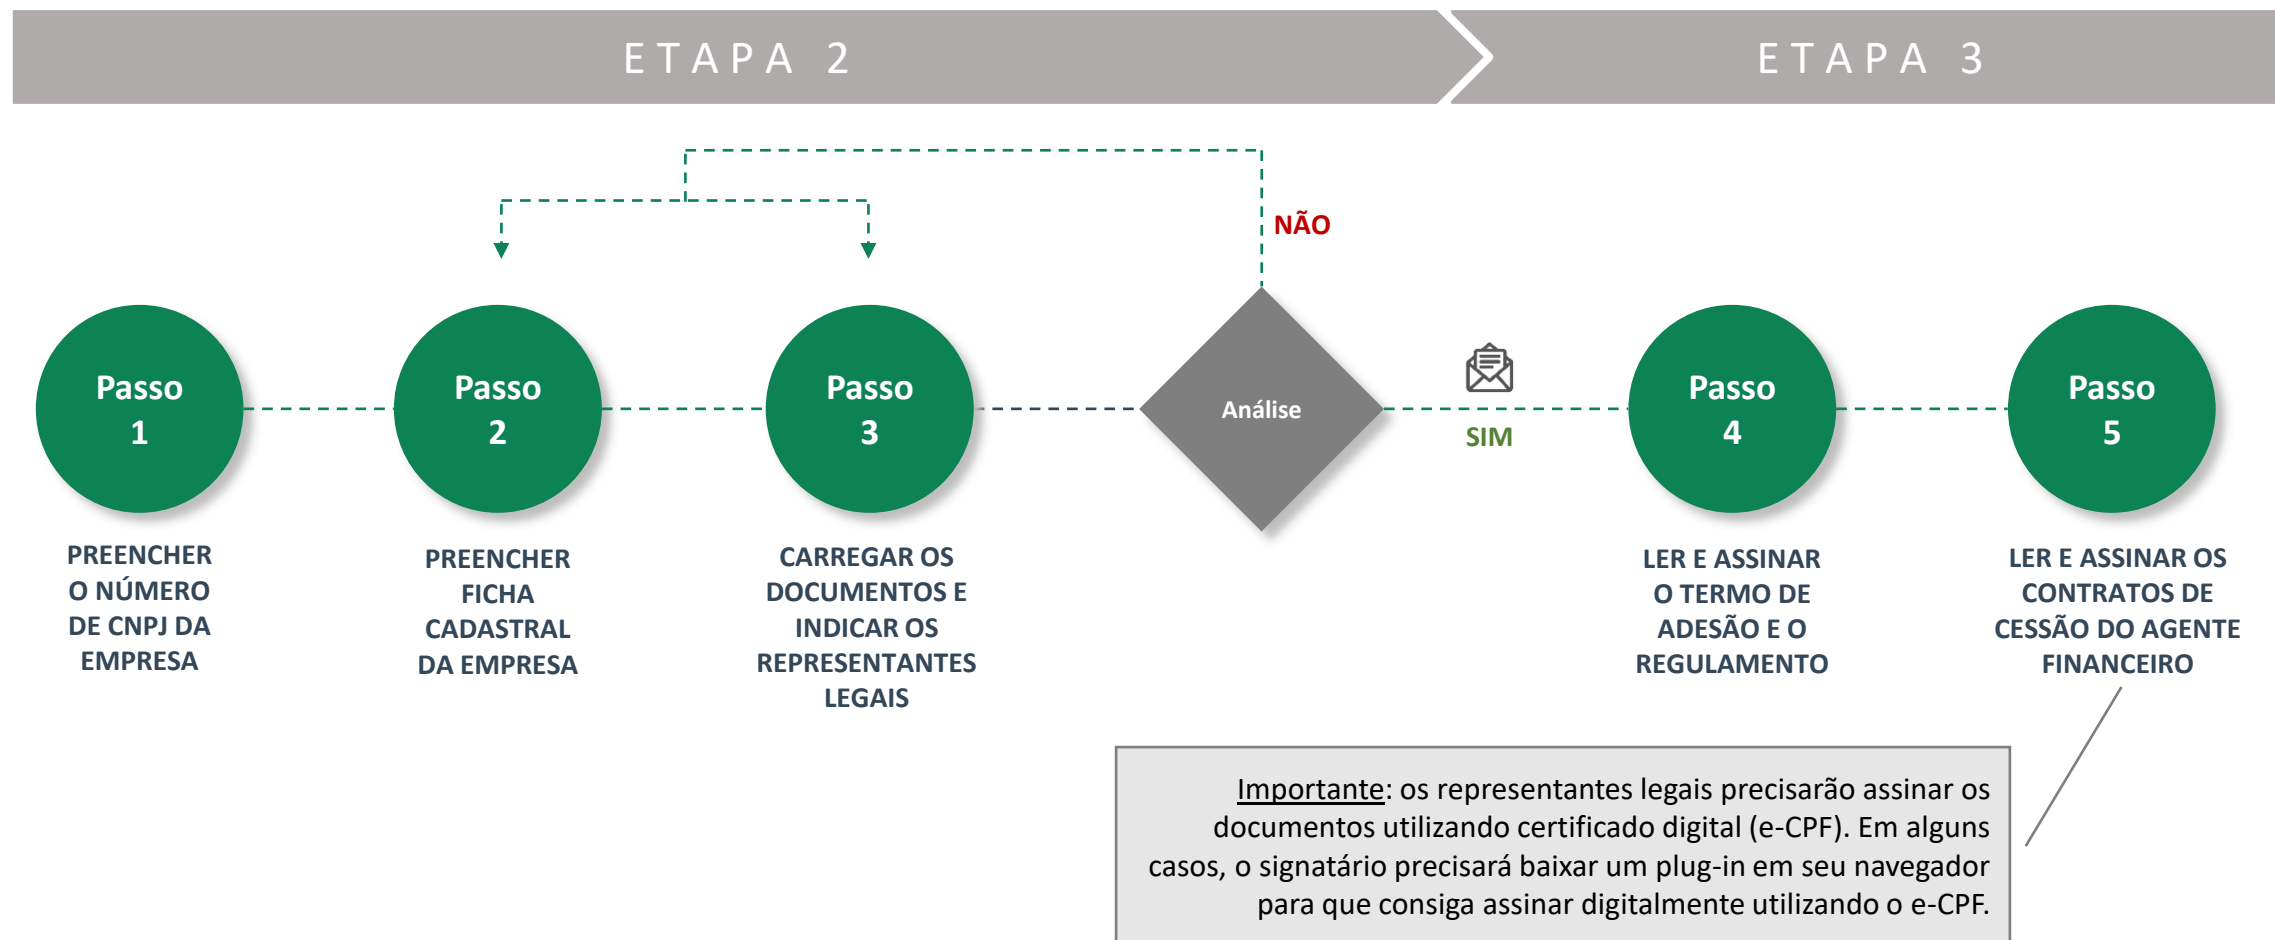 ETAPA 2
ETAPA 3
NÃO
Passo
1
Passo
2
Passo
3
Análise
SIM
Passo
4
Passo
5
PREENCHER
O NÚMERO
DE CNPJ DA
EMPRESA
PREENCHER
FICHA
CADASTRAL
DA EMPRESA
CARREGAR OS
DOCUMENTOS E
INDICAR OS
REPRESENTANTES
LEGAIS
LER E ASSINAR
O TERMO DE
ADESÃO E O
REGULAMENTO
LER E ASSINAR OS
CONTRATOS DE
CESSÃO DO AGENTE
FINANCEIRO
Importante: os representantes legais precisarão assinar os
documentos utilizando certificado digital (e-CPF). Em alguns
casos, o signatário precisará baixar um plug-in em seu navegador
para que consiga assinar digitalmente utilizando o e-CPF.